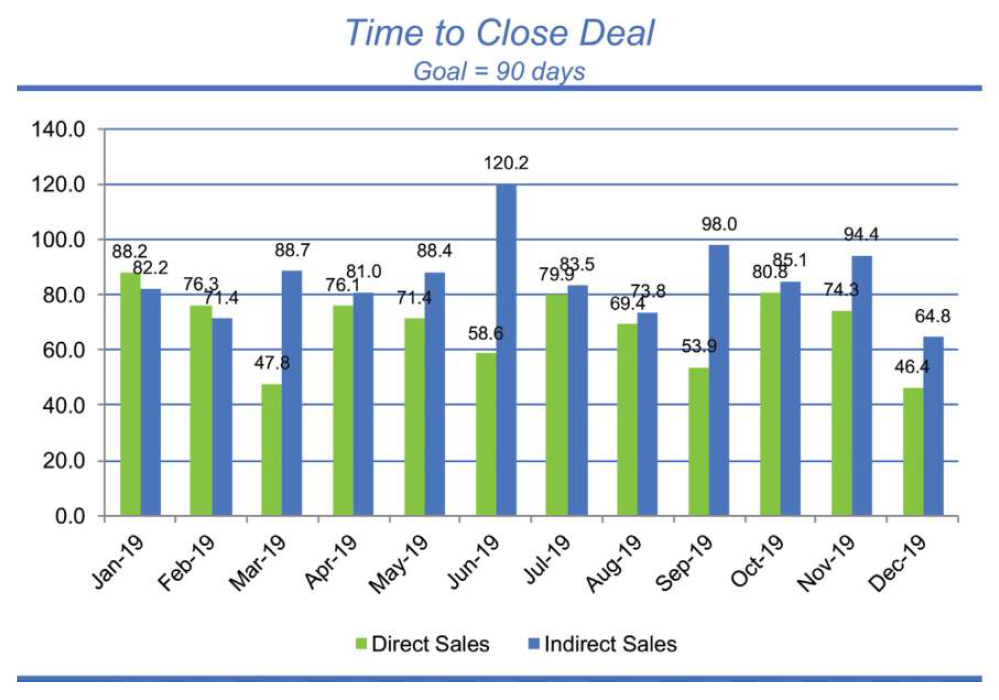 Time to Close Deal
Goal = 90 days
140.0
120.0
100.0
80.0
60.0
40.0
20.0
0.0
88.2
82.2
76.3
71.4
47.8
88.7
76.1
81.0
71.4
88.4
58.6
120.2
79.9
83.5
69.4
73.8
53.9
98.0
80.8
85.1
74.3
94.4
46.4
64.8
Jan-19
Feb-19
Mar-19
Apr-19
May-19
Jun-19
Jul-19
Aug-19
Sep-19
Oct-19
Nov-19
Dec-19
Direct Sales
Indirect Sales